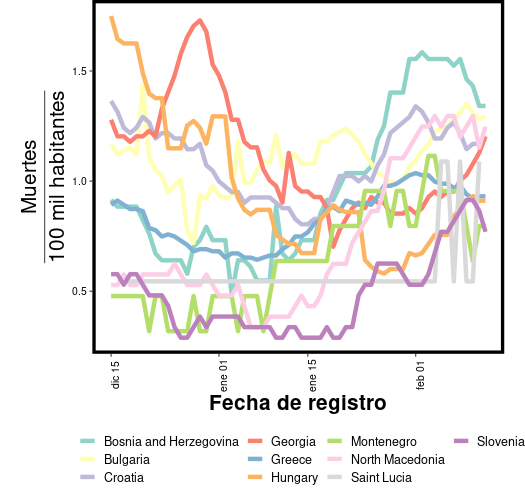 Muertes
100 mil habitantes
1.5
1.0
0.5
dic 15
ene 01
ene 15
feb 01
Fecha de registro
Bosnia and Herzegovina
Georgia
Montenegro
Slovenia
Bulgaria
Greece
North Macedonia
Croatia
Hungary
Saint Lucia